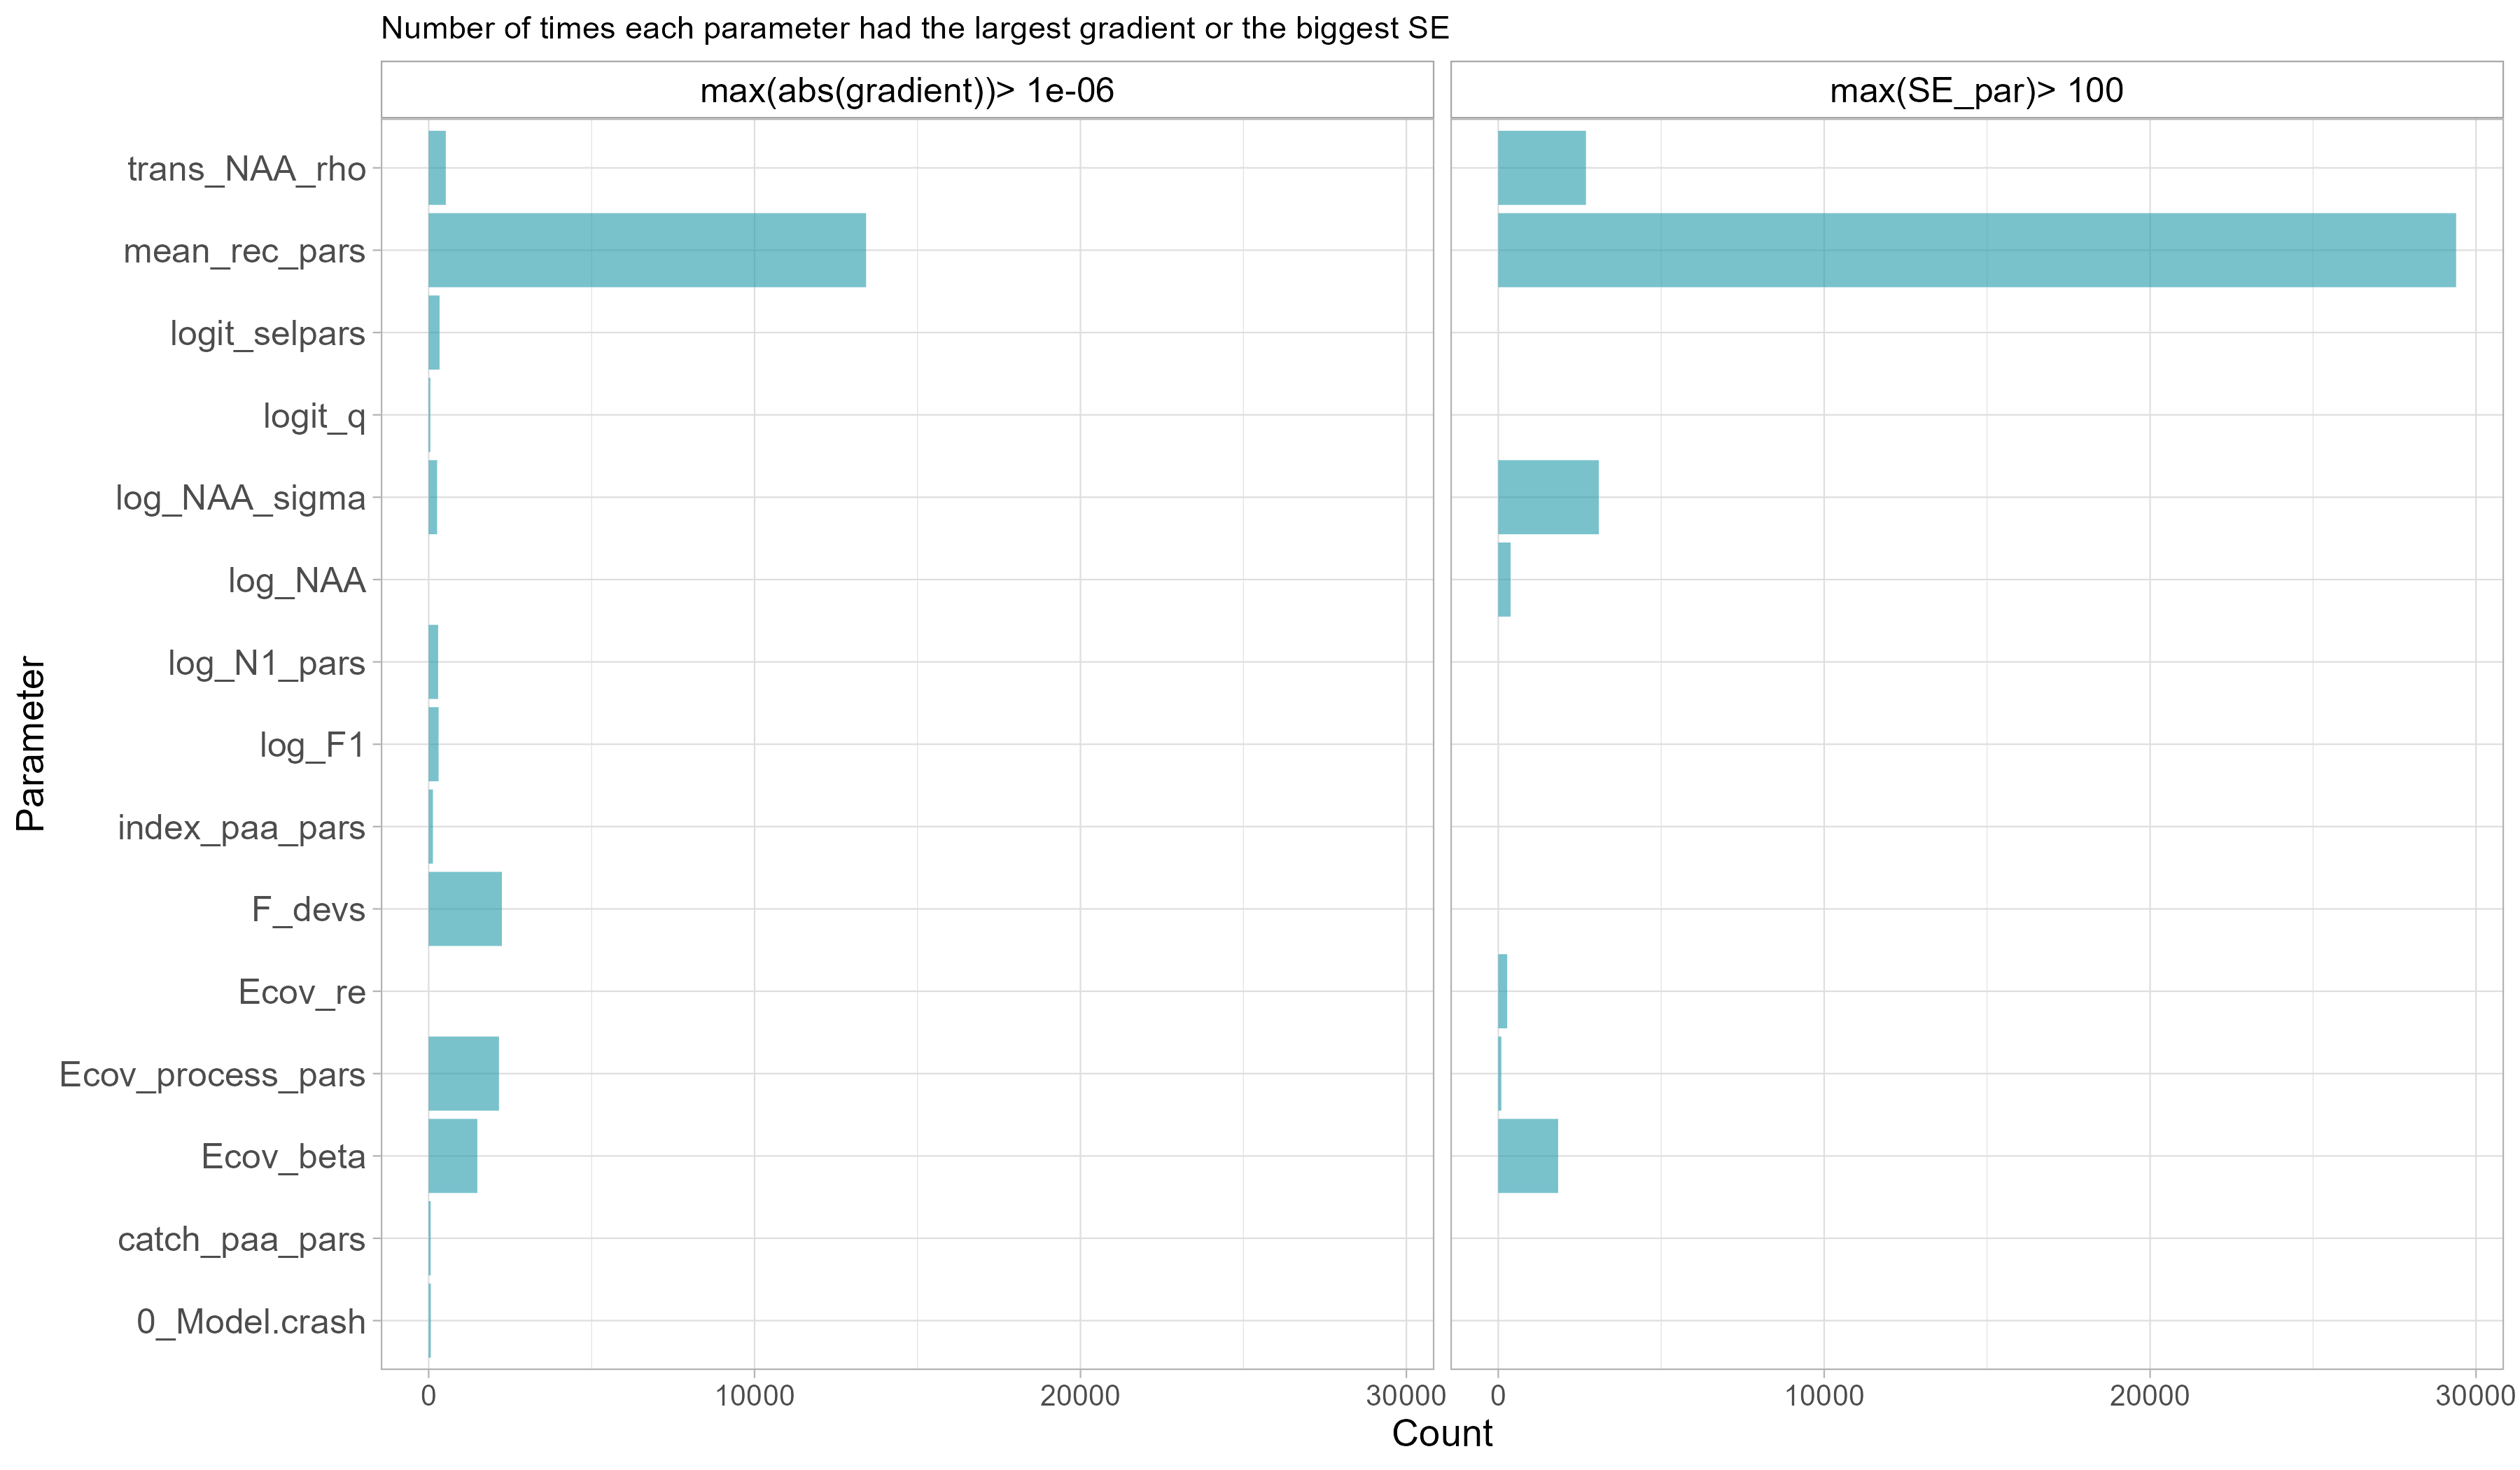 Number of times each parameter had the largest gradient or the biggest SE
max(abs(gradient))> 1e-06
max(SE_par)> 100
Parameter
trans_NAA_rho
mean_rec_pars
logit_selpars
logit_q
log_NAA_sigma
log_NAA
log_N1_pars
log_F1
index_paa_pars
F_devs
Ecov_re
Ecov_process_pars
Ecov_beta
catch_paa_pars
0_Model.crash
0 10000 20000 30000
0 10000 20000 30000
Count